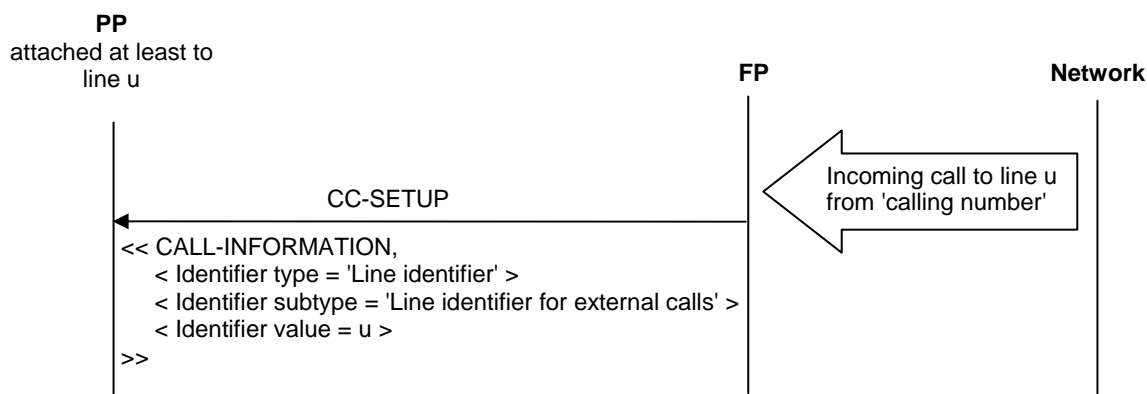 PP
attached at least to
line u
FP
Network
Incoming call to line u
from 'calling number'
CC-SETUP
<< CALL-INFORMATION,
< Identifier type = 'Line identifier' >
< Identifier subtype = 'Line identifier for external calls' >
< Identifier value = u >
>>